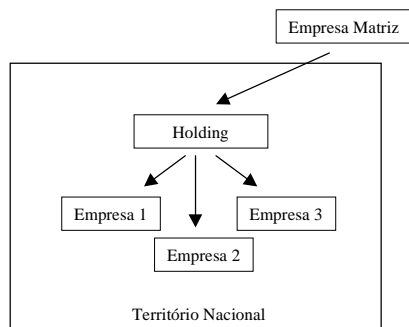 Empresa Matriz
Holding
Empresa 1
Empresa 3
Empresa 2
Território Nacional